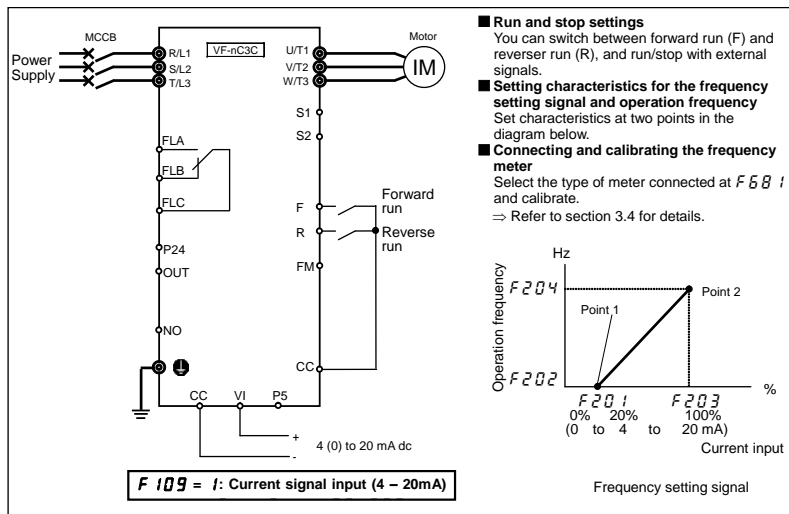 MCCB
Power
Supply
R/L1
S/L2
T/L3
VF-nC3C
U/T1
V/T2
W/T3
Motor
IM
S1
S2
FLA
FLB
FLC
F
Forward
run
R
Reverse
run
P24
OUT
FM
NO
CC
CC
VI
P5
+
-
4 (0) to 20 mA dc
F109 = 1: Current signal input (4 – 20mA)
■ Run and stop settings
You can switch between forward run (F) and
reverser run (R), and run/stop with external
signals.
■ Setting characteristics for the frequency
setting signal and operation frequency
Set characteristics at two points in the
diagram below.
■ Connecting and calibrating the frequency
meter
Select the type of meter connected at F681
and calibrate.
⇒ Refer to section 3.4 for details.
Hz
Operation frequency
F204
Point 2
Point 1
F202
%
F201 F203
0% 20% 100%
(0 to 4 to 20 mA)
Current input
Frequency setting signal